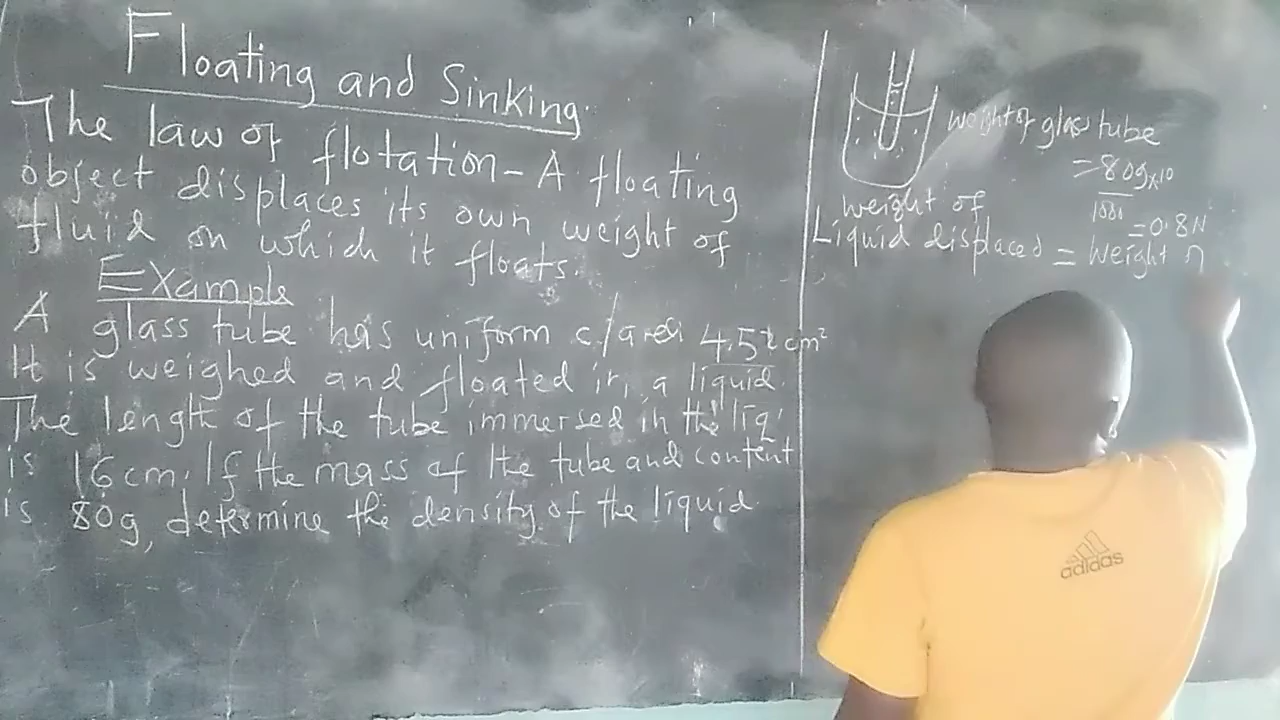 Floating and Sinking.
The law of flotation - A floating
object displaces its own weight of
fluid on which it floats.
Example
A glass tube has uniform c/area 4.5 cm²
It is weighed and floated in a liquid.
The length of the tube immersed in the liq
is 16cm. If the mass of the tube and content
is 80g, determine the density of the liquid
weight of glass tube
= 80g x 10
1000
= 0.8N
weight of
Liquid displaced = weight
adidas